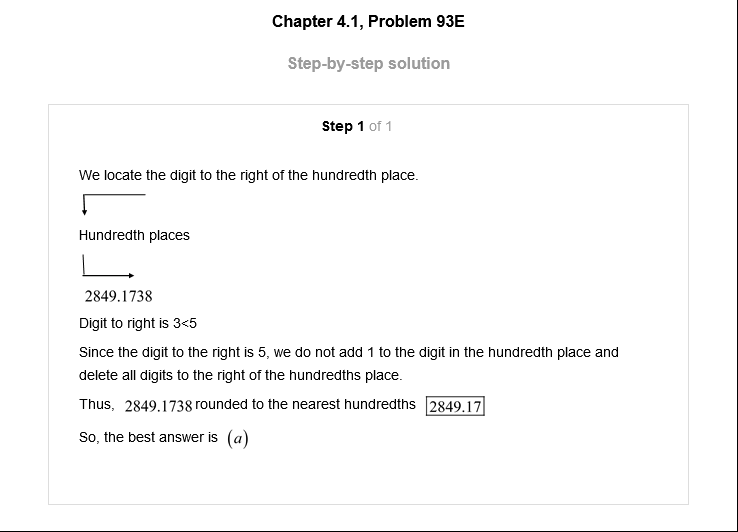 Chapter 4.1, Problem 93E
Step-by-step solution
Step 1 of 1
We locate the digit to the right of the hundredth place.
Hundredth places
2849.1738
Digit to right is 3<5
Since the digit to the right is 5, we do not add 1 to the digit in the hundredth place and
delete all digits to the right of the hundredths place.
Thus, 2849.1738 rounded to the nearest hundredths 2849.17
So, the best answer is (a)